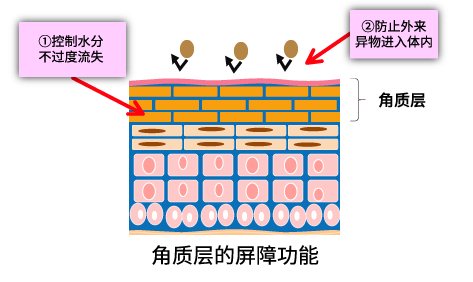 ①控制水分
不过度流失
②防止外来
异物进入体内
角质层
角质层的屏障功能